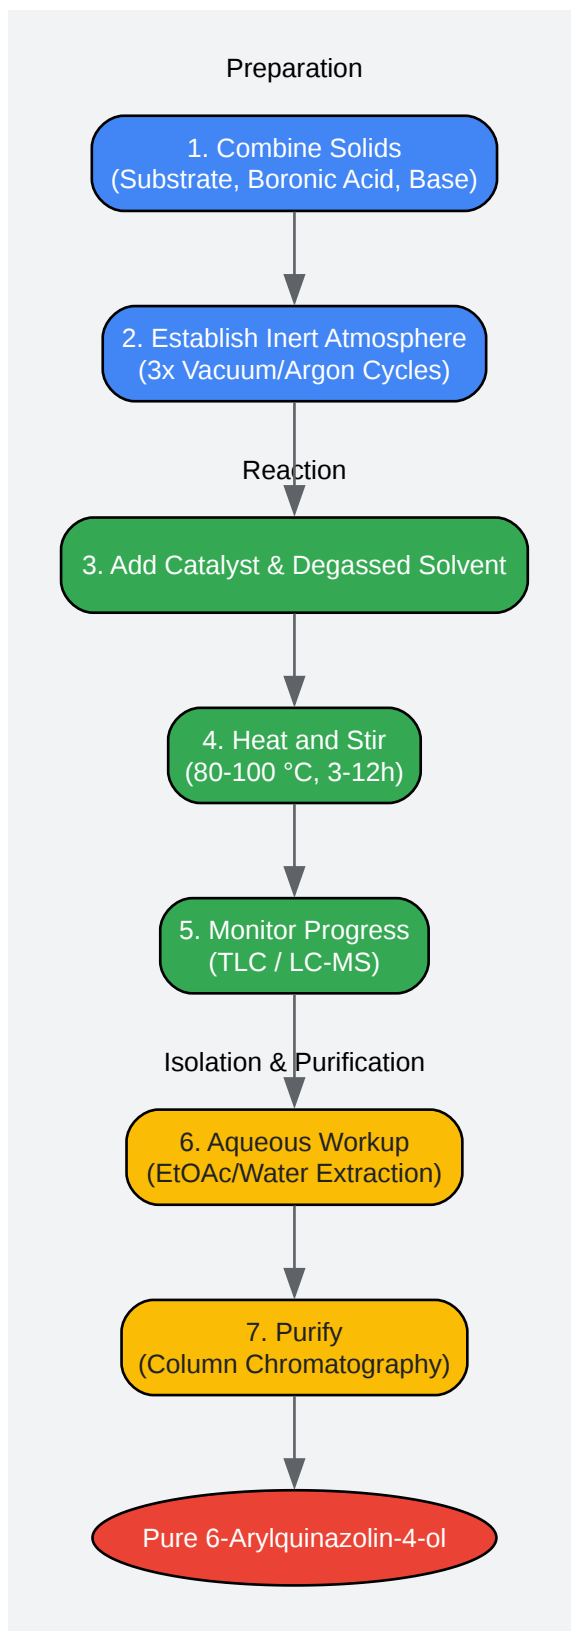 Preparation
1. Combine Solids
(Substrate, Boronic Acid, Base)
2. Establish Inert Atmosphere
(3x Vacuum/Argon Cycles)
Reaction
3. Add Catalyst & Degassed Solvent
4. Heat and Stir
(80-100 °C, 3-12h)
5. Monitor Progress
(TLC / LC-MS)
Isolation & Purification
6. Aqueous Workup
(EtOAc/Water Extraction)
7. Purify
(Column Chromatography)
Pure 6-Arylquinazolin-4-ol